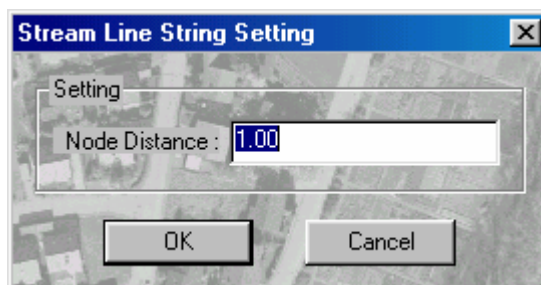 Stream Line String Setting
Setting
Node Distance : 1.00
OK Cancel